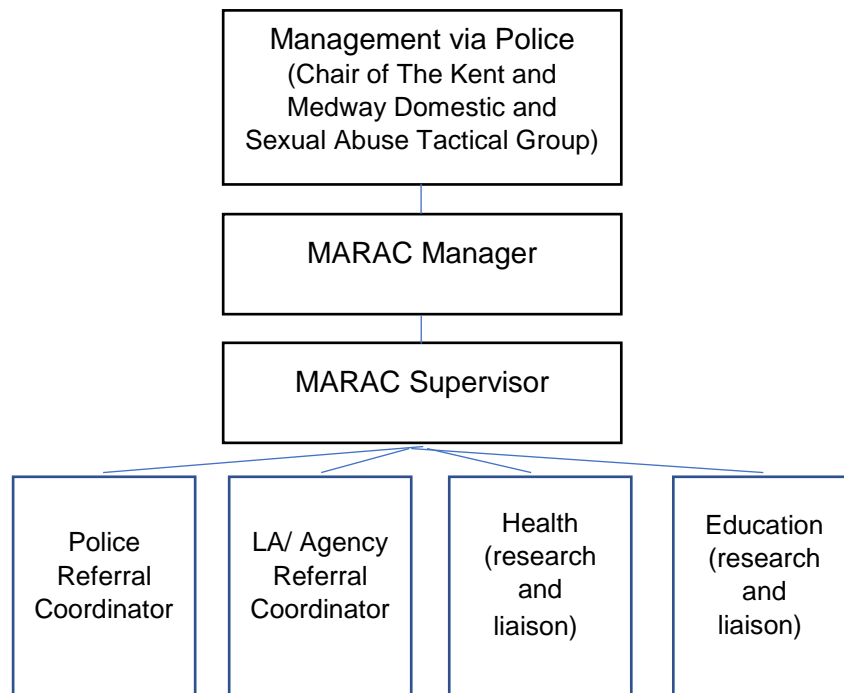 Management via Police
(Chair of The Kent and
Medway Domestic and
Sexual Abuse Tactical Group)
MARAC Manager
MARAC Supervisor
Police
Referral
Coordinator
LA/ Agency
Referral
Coordinator
Health
(research
and
liaison)
Education
(research
and
liaison)